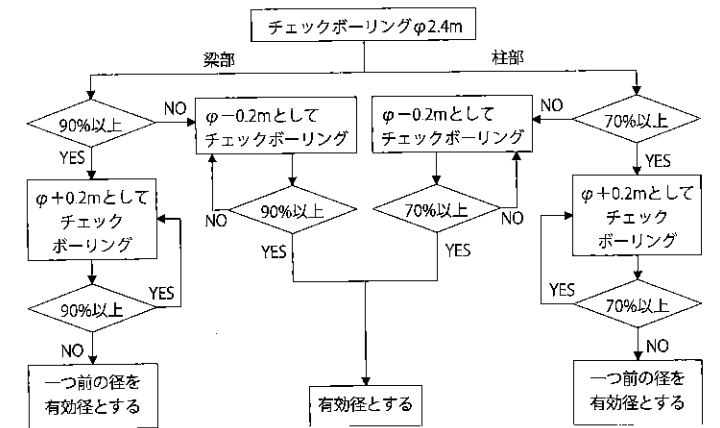 チェックボーリングφ2.4m
梁部
柱部
90%以上
NO
YES
φ－0.2mとして
チェックボーリング
90%以上
NO
YES
φ＋0.2mとして
チェック
ボーリング
90%以上
YES
NO
一つ前の径を
有効径とする
φ－0.2mとして
チェックボーリング
70%以上
NO
YES
有効径とする
70%以上
NO
YES
φ＋0.2mとして
チェック
ボーリング
70%以上
YES
NO
一つ前の径を
有効径とする